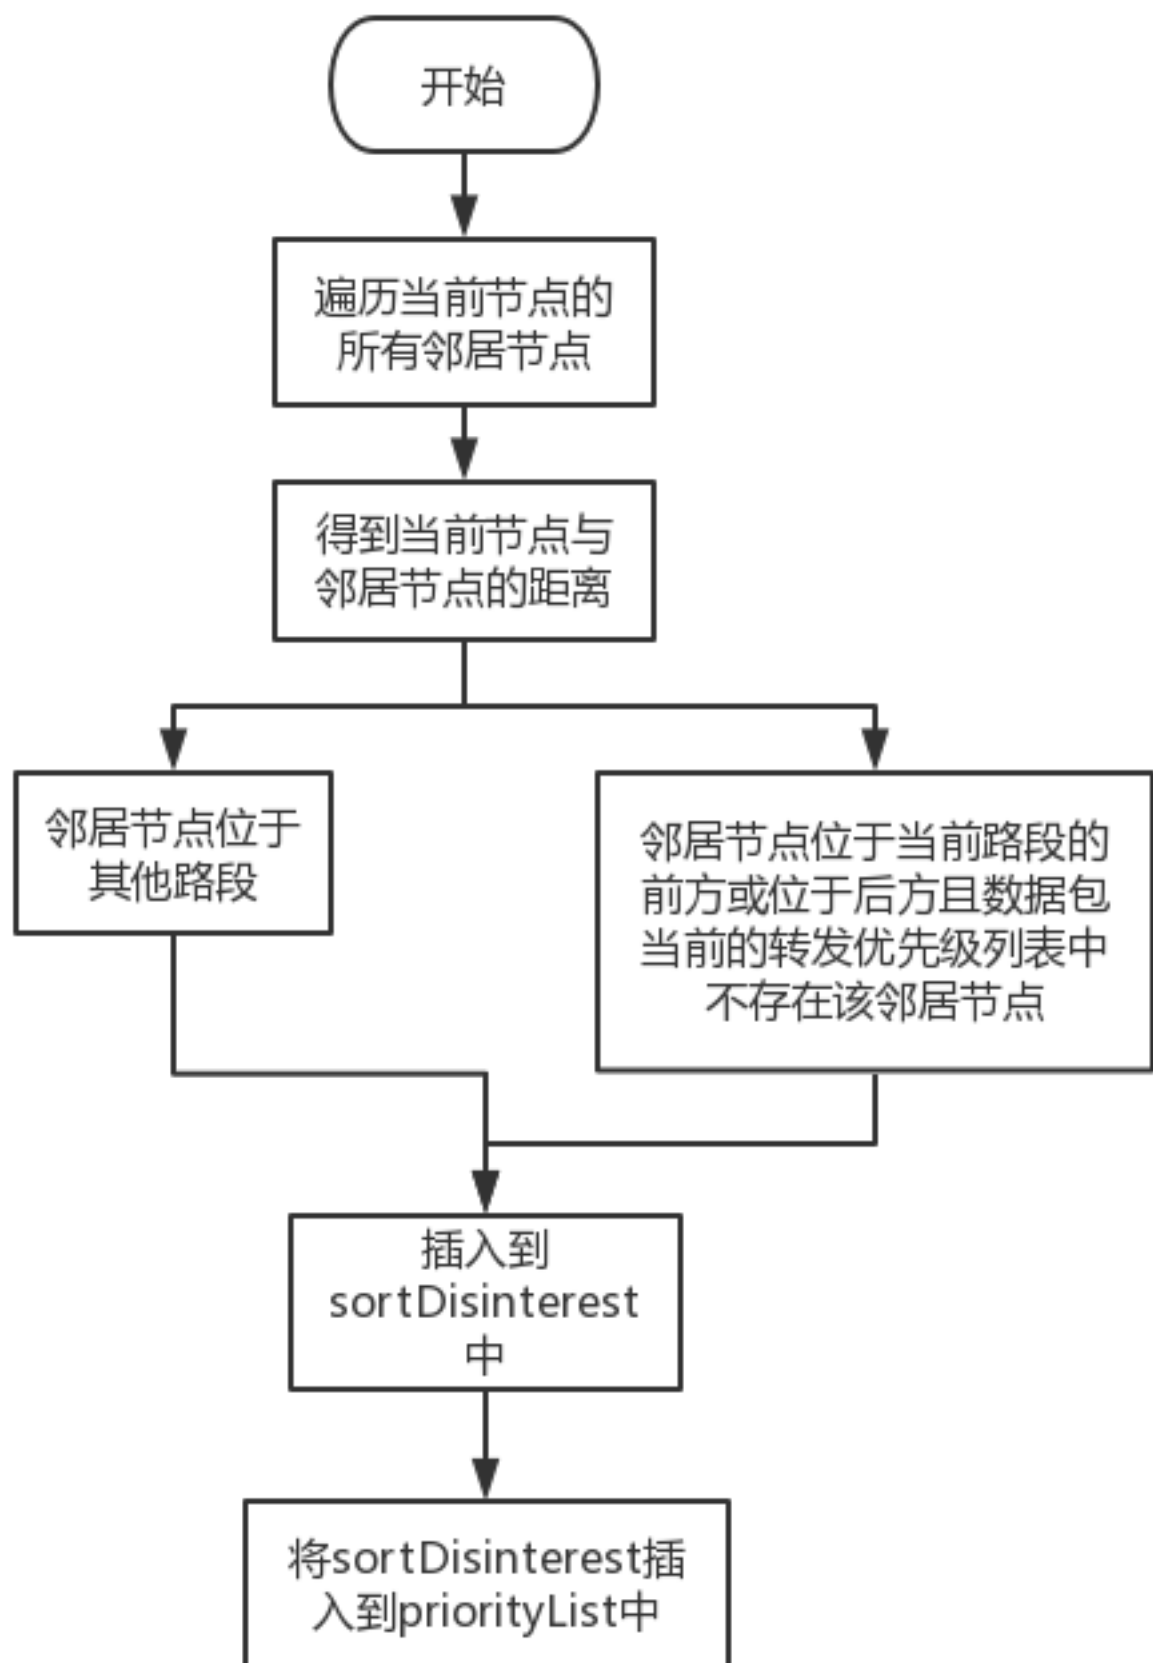 开始
遍历当前节点的
所有邻居节点
得到当前节点与
邻居节点的距离
邻居节点位于
其他路段
邻居节点位于当前路段的
前方或位于后方且数据包
当前的转发优先级列表中
不存在该邻居节点
插入到
sortDisinterest
中
将sortDisinterest插
入到priorityList中